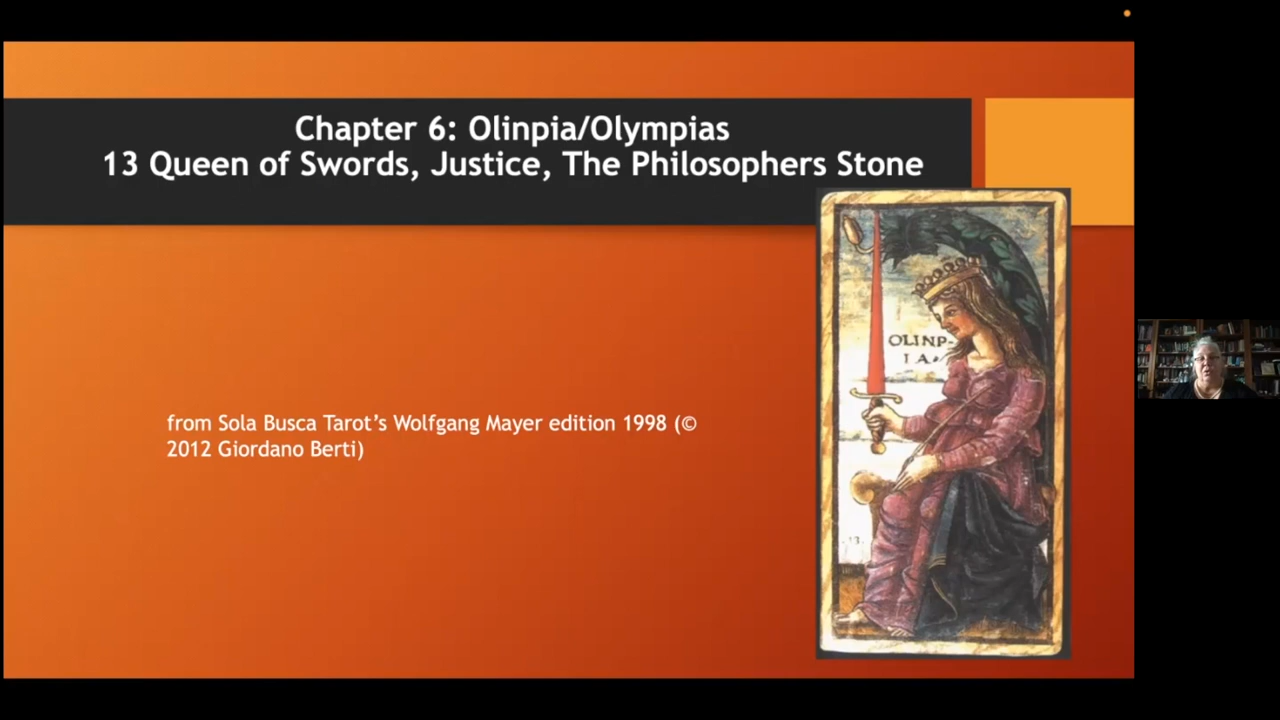 Chapter 6: Olinpia/Olympias
13 Queen of Swords, Justice, The Philosophers Stone
OLINP-
IA.
from Sola Busca Tarot’s Wolfgang Mayer edition 1998 (©
2012 Giordano Berti)
.13.